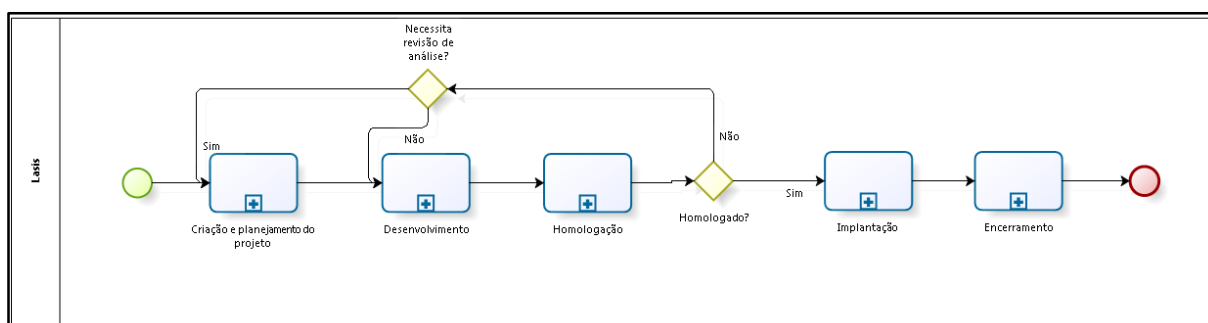 Lasis
Necessita
revisão de
análise?
Sim
Não
Não
Sim
Criação e planejamento do
projeto
Desenvolvimento
Homologação
Homologado?
Implantação
Encerramento